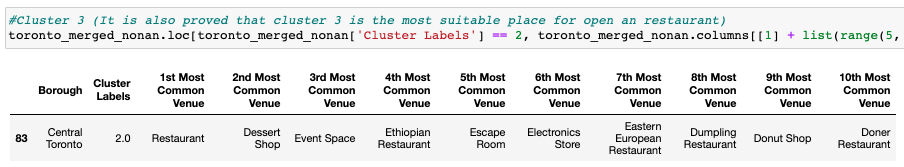 #Cluster 3 (It is also proved that cluster 3 is the most suitable place for open an restaurant)
toronto_merged_nonan.loc[toronto_merged_nonan['Cluster Labels'] == 2, toronto_merged_nonan.columns[[1] + list(range(5,
Borough Cluster Labels 1st Most Common Venue 2nd Most Common Venue 3rd Most Common Venue 4th Most Common Venue 5th Most Common Venue 6th Most Common Venue 7th Most Common Venue 8th Most Common Venue 9th Most Common Venue 10th Most Common Venue
83 Central Toronto 2.0 Restaurant Dessert Shop Event Space Ethiopian Restaurant Escape Room Electronics Store Eastern European Restaurant Dumpling Restaurant Donut Shop Doner Restaurant